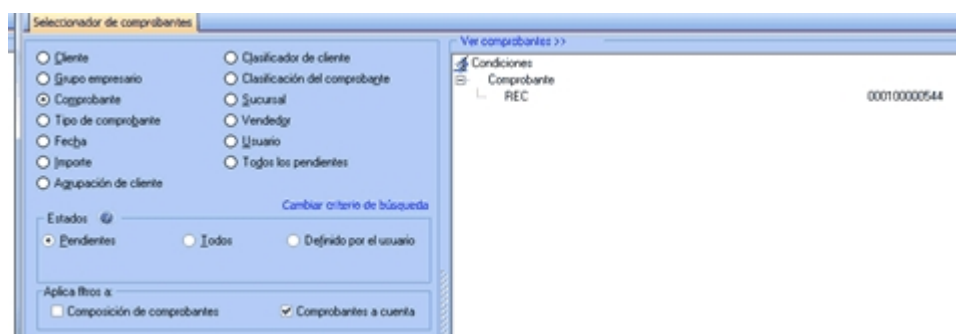 Seleccionador de comprobantes
Cliente
Grupo empresario
Comprobante
Tipo de comprobante
Fecha
Importe
Agrupación de cliente
Clasificador de cliente
Clasificación del comprobante
Sucursal
Vendedor
Usuario
Todos los pendientes
Cambiar criterio de búsqueda
Estados
Pendientes Todos Definido por el usuario
Aplica filtros a:
Composición de comprobantes Comprobantes a cuenta
Ver comprobantes >>
Condiciones
Comprobante
REC 000100000544